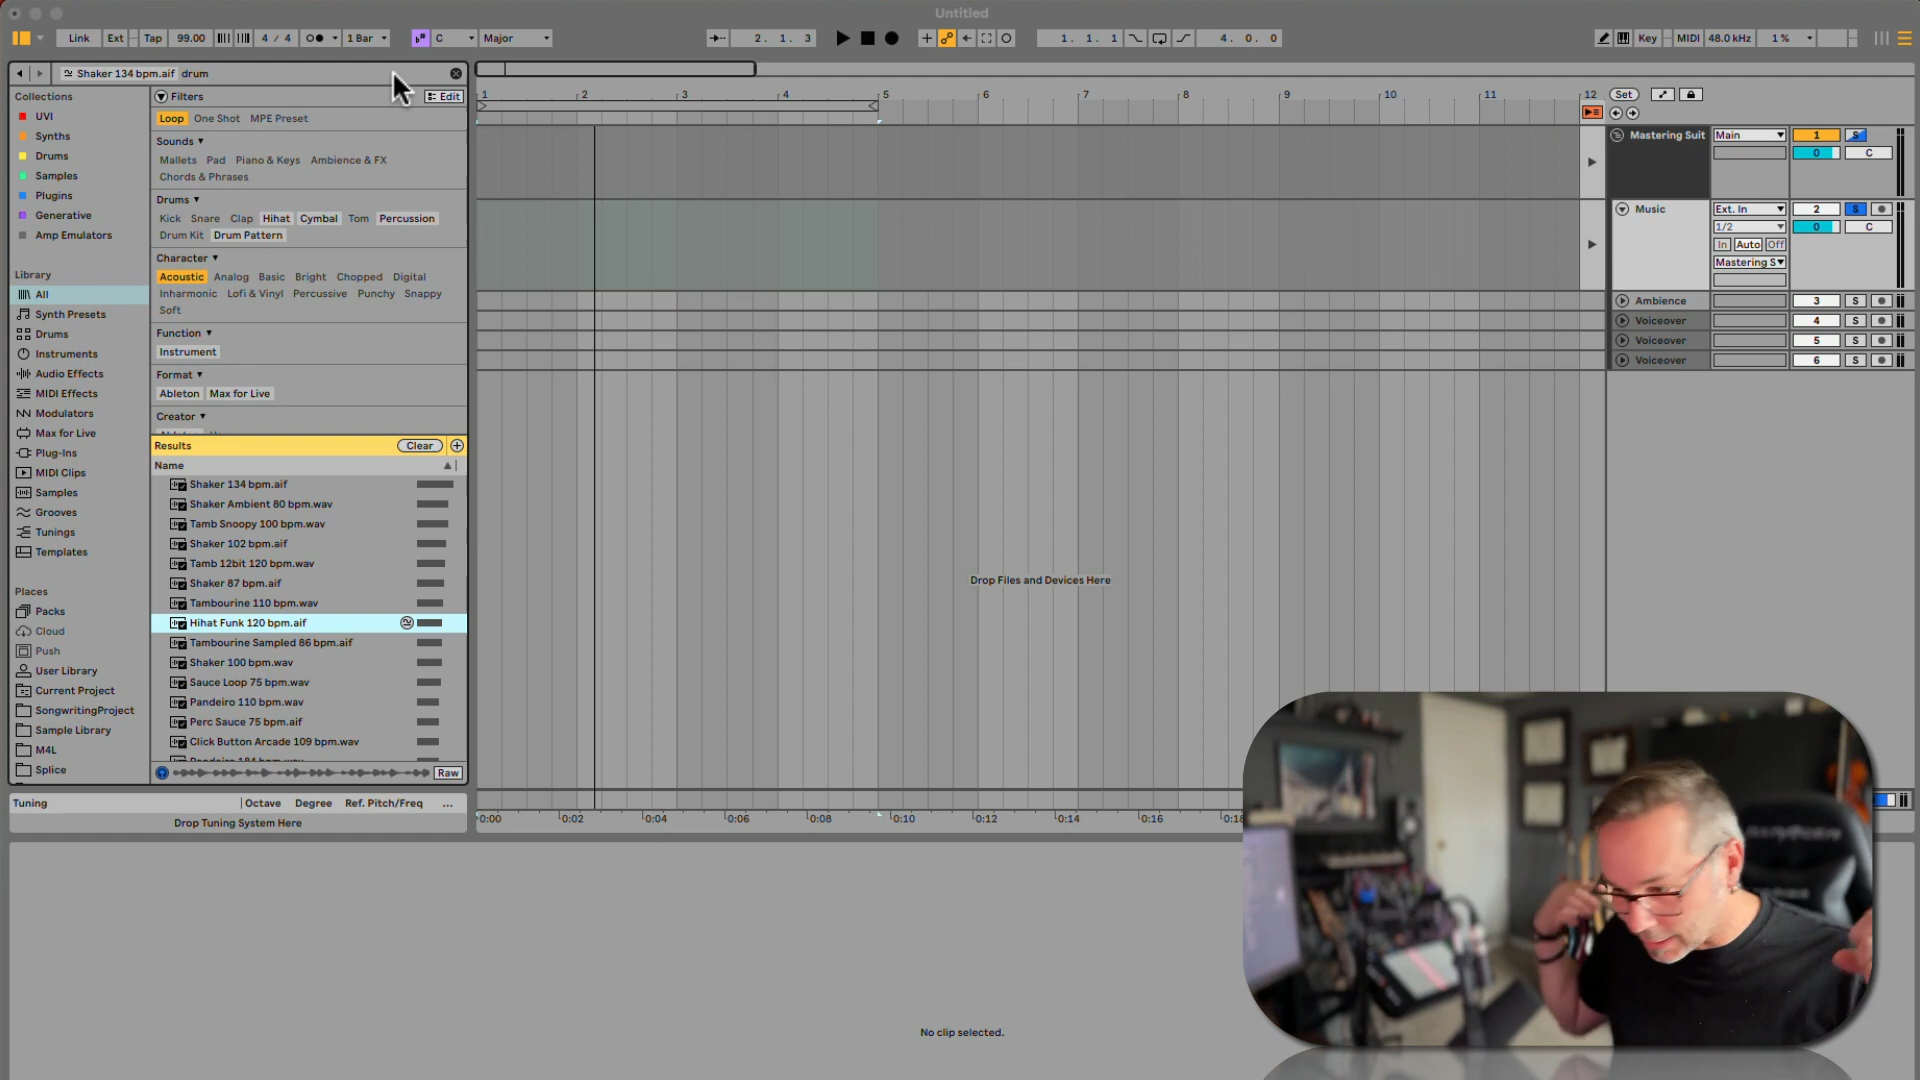 Untitled
Link Ext Tap 99.00 4 / 4 1 Bar C Major 2. 1. 3 1. 1. 1 4. 0. 0 Key MIDI 48.0 kHz 1 %
Shaker 134 bpm.aif drum
Collections
UVI
Synths
Drums
Samples
Plugins
Generative
Amp Emulators
Library
All
Synth Presets
Drums
Instruments
Audio Effects
MIDI Effects
Modulators
Max for Live
Plug-Ins
MIDI Clips
Samples
Grooves
Tunings
Templates
Places
Packs
Cloud
Push
User Library
Current Project
SongwritingProject
Sample Library
M4L
Splice
Filters Edit
Loop One Shot MPE Preset
Sounds
Mallets Pad Piano & Keys Ambience & FX
Chords & Phrases
Drums
Kick Snare Clap Hihat Cymbal Tom Percussion
Drum Kit Drum Pattern
Character
Acoustic Analog Basic Bright Chopped Digital
Inharmonic Lofi & Vinyl Percussive Punchy Snappy
Soft
Function
Instrument
Format
Ableton Max for Live
Creator
Results Clear
Name
Shaker 134 bpm.aif
Shaker Ambient 80 bpm.wav
Tamb Snoopy 100 bpm.wav
Shaker 102 bpm.aif
Tamb 12bit 120 bpm.wav
Shaker 87 bpm.aif
Tambourine 110 bpm.wav
Hihat Funk 120 bpm.aif
Tambourine Sampled 86 bpm.aif
Shaker 100 bpm.wav
Sauce Loop 75 bpm.wav
Pandeiro 110 bpm.wav
Perc Sauce 75 bpm.aif
Click Button Arcade 109 bpm.wav
Raw
Tuning Octave Degree Ref. Pitch/Freq ...
Drop Tuning System Here
1 2 3 4 5 6 7 8 9 10 11 12
Set
Mastering Suit Main 1 S
0 C
Music Ext. In 2 S
1/2 0 C
In Auto Off
Mastering S
Ambience 3 S
Voiceover 4 S
Voiceover 5 S
Voiceover 6 S
Drop Files and Devices Here
0:00 0:02 0:04 0:06 0:08 0:10 0:12 0:14 0:16 0:18
No clip selected.